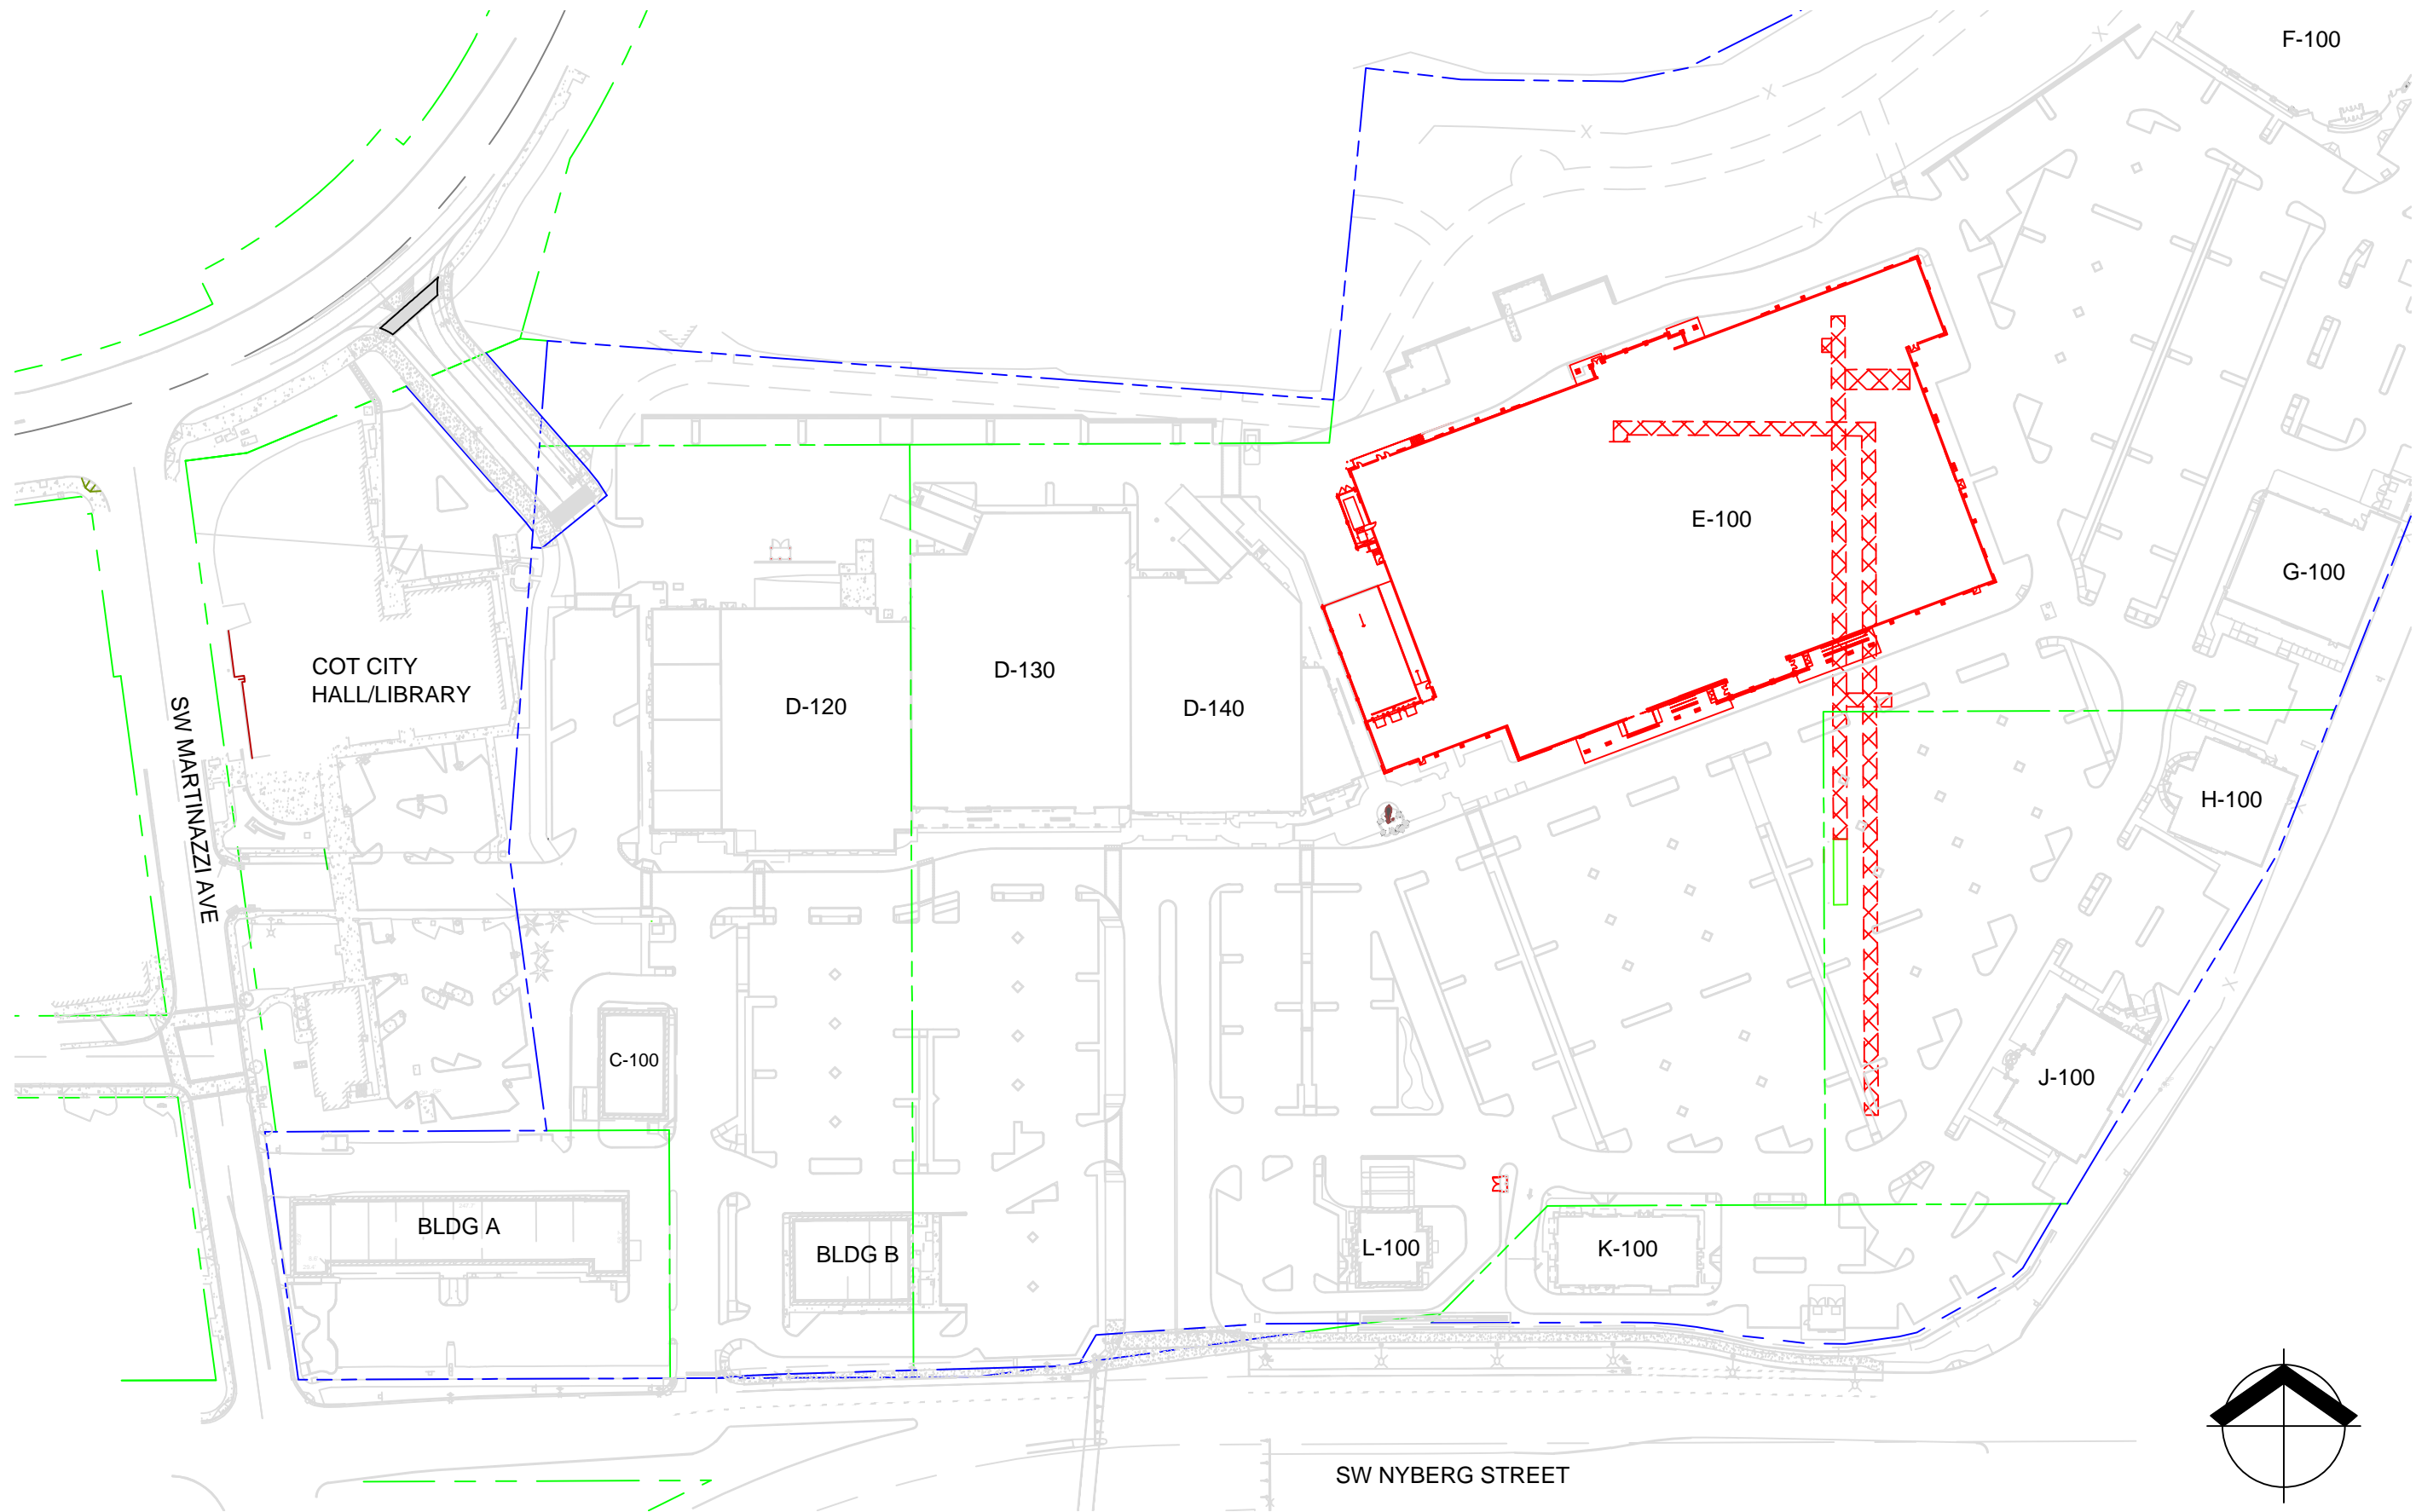 F-100
E-100
G-100
COT CITY
HALL/LIBRARY
D-130
D-120
D-140
H-100
SW MARTINAZZI AVE
C-100
J-100
BLDG A
BLDG B
L-100
K-100
SW NYBERG STREET